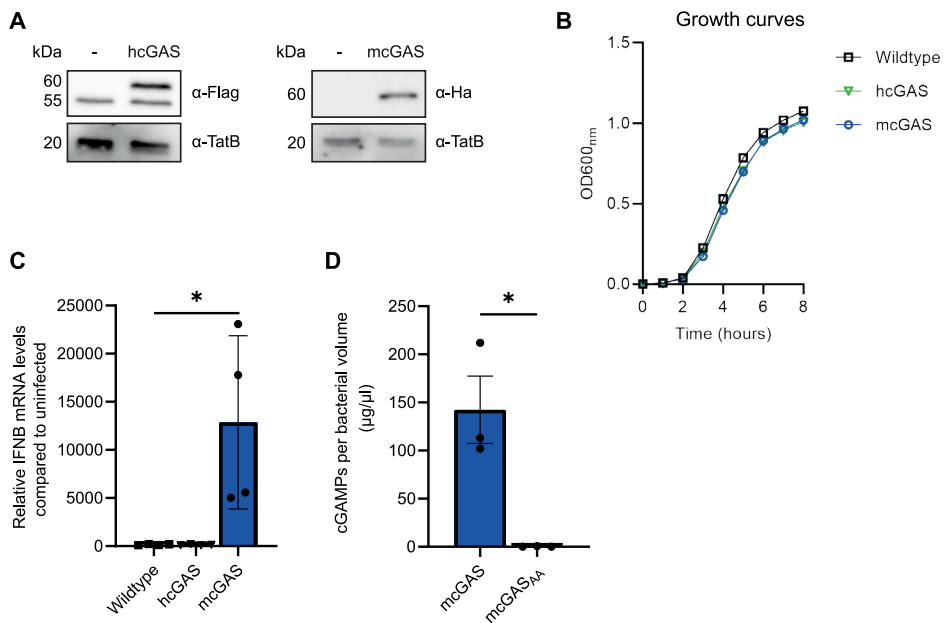 A
kDa
-
hcGAS
60
55
α-Flag
20
α-TatB
kDa
-
mcGAS
60
α-Ha
20
α-TatB
B
Growth curves
OD600nm
1.5
1.0
0.5
0.0
0 2 4 6 8
Time (hours)
Wildtype
hcGAS
mcGAS
C
Relative IFNB mRNA levels
compared to uninfected
25000
20000
15000
10000
5000
0
*
Wildtype
hcGAS
mcGAS
D
cGAMPs per bacterial volume
(µg/µl)
250
200
150
100
50
0
*
mcGAS
mcGASAA